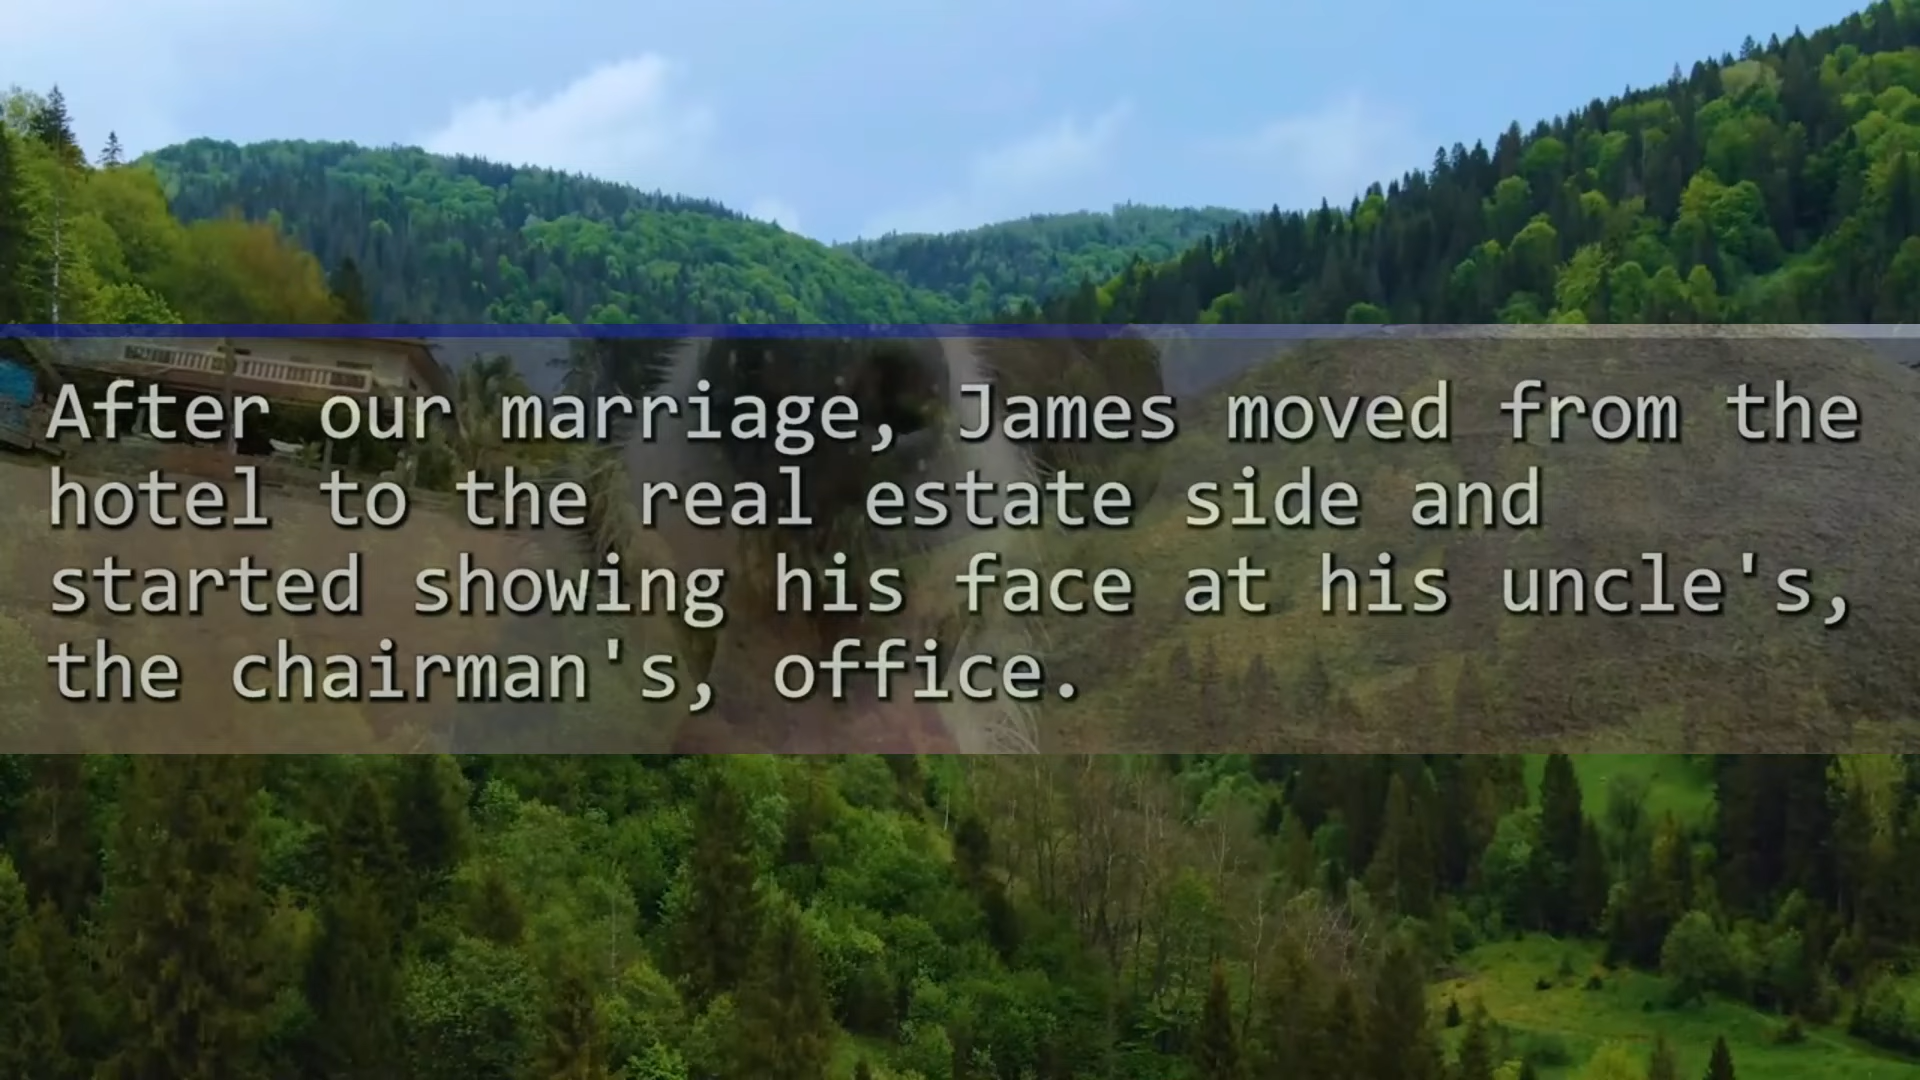 After our marriage, James moved from the
hotel to the real estate side and
started showing his face at his uncle's,
the chairman's, office.